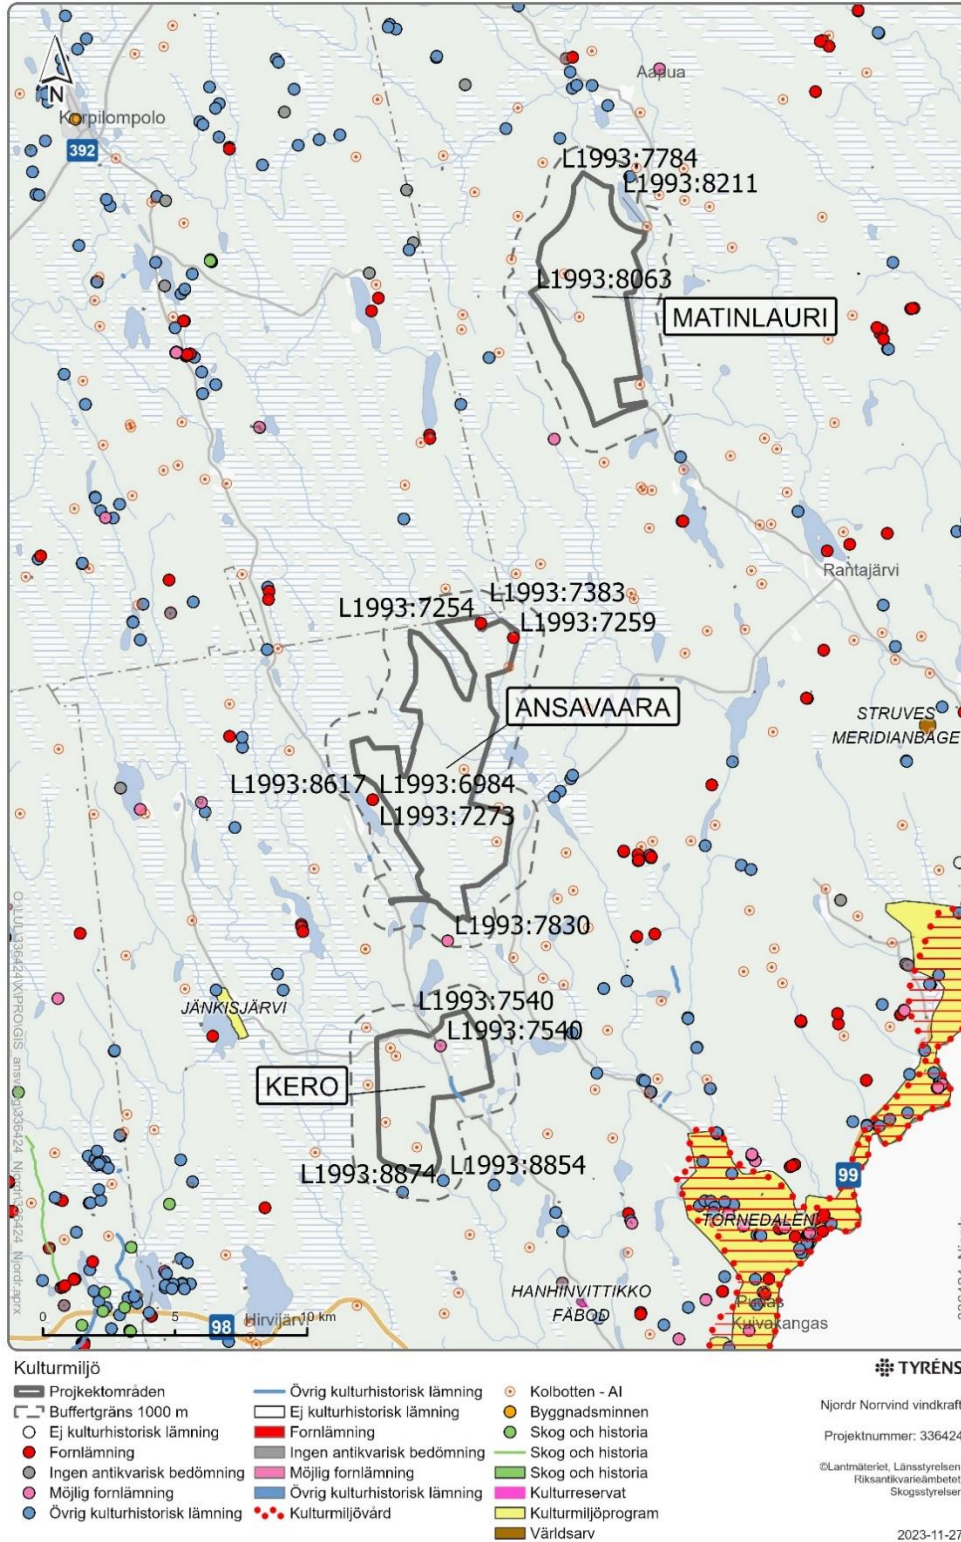 Aapua
N
Korpilompolo
392
L1993:7784
L1993:8211
L1993:8063
MATINLAURI
Rantajärvi
L1993:7383
L1993:7254
L1993:7259
ANSAVAARA
STRUVES
MERIDIANBÅGE
L1993:8617
L1993:6984
L1993:7273
L1993:7830
JÄNKISJÄRVI
L1993:7540
L1993:7540
KERO
L1993:8874
L1993:8854
99
TORNEDALEN
HANHINVITTIKKO
FÄBOD
Kuivakangas
0 5 10 km
98
Hirvijärvi
Kulturmiljö
Projkektområden
Buffertgräns 1000 m
Ej kulturhistorisk lämning
Fornlämning
Ingen antikvarisk bedömning
Möjlig fornlämning
Övrig kulturhistorisk lämning
Övrig kulturhistorisk lämning
Ej kulturhistorisk lämning
Fornlämning
Ingen antikvarisk bedömning
Möjlig fornlämning
Övrig kulturhistorisk lämning
Kulturmiljövård
Kolbotten - AI
Byggnadsminnen
Skog och historia
Skog och historia
Skog och historia
Kulturreservat
Kulturmiljöprogram
Världsarv
TYRÉNS
Njordr Norrvind vindkraft
Projektnummer: 336424
©Lantmäteriet, Länsstyrelsen
Riksantikvarieämbetet
Skogsstyrelsen
2023-11-27